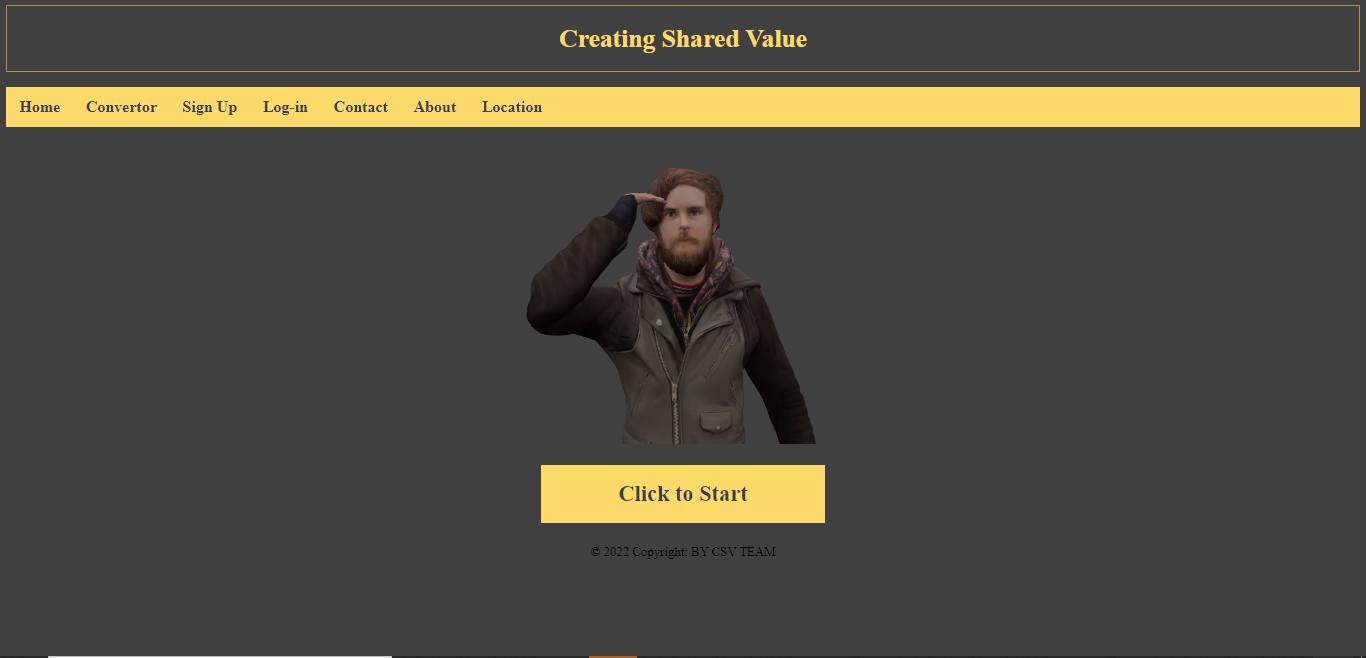 Creating Shared Value
Home Convertor Sign Up Log-in Contact About Location
Click to Start
© 2022 Copyright: BY CSV TEAM